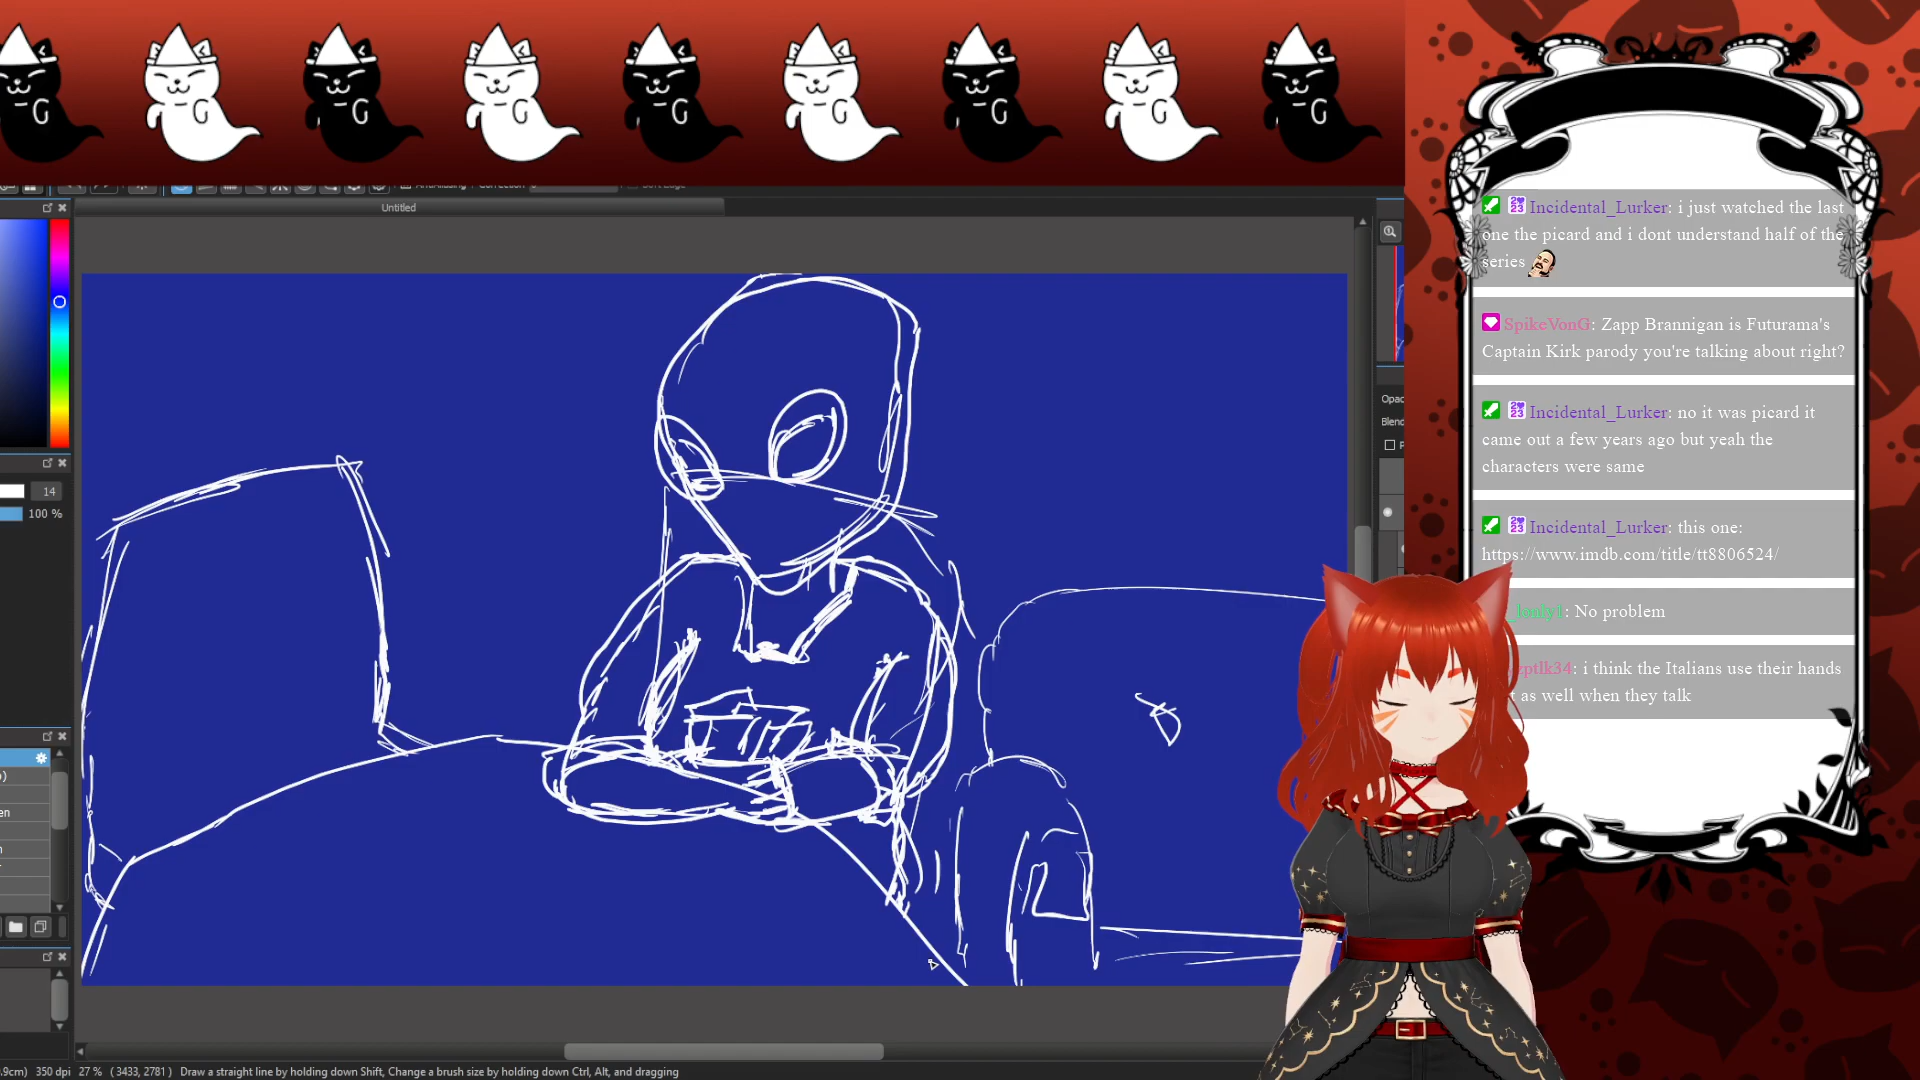 G G G G G G G G G
Untitled
Incidental_Lurker: i just watched the last
one the picard and i dont understand half of the
series
SpikeVonG: Zapp Brannigan is Futurama's
Captain Kirk parody you're talking about right?
Incidental_Lurker: no it was picard it
came out a few years ago but yeah the
characters were same
Incidental_Lurker: this one:
https://www.imdb.com/title/tt8806524/
: No problem
ptlk34: i think the Italians use their hands
as well when they talk
14
100 %
Opac
Blend
.9cm) 350 dpi 27 % ( 3433, 2781 ) Draw a straight line by holding down Shift, Change a brush size by holding down Ctrl, Alt, and dragging